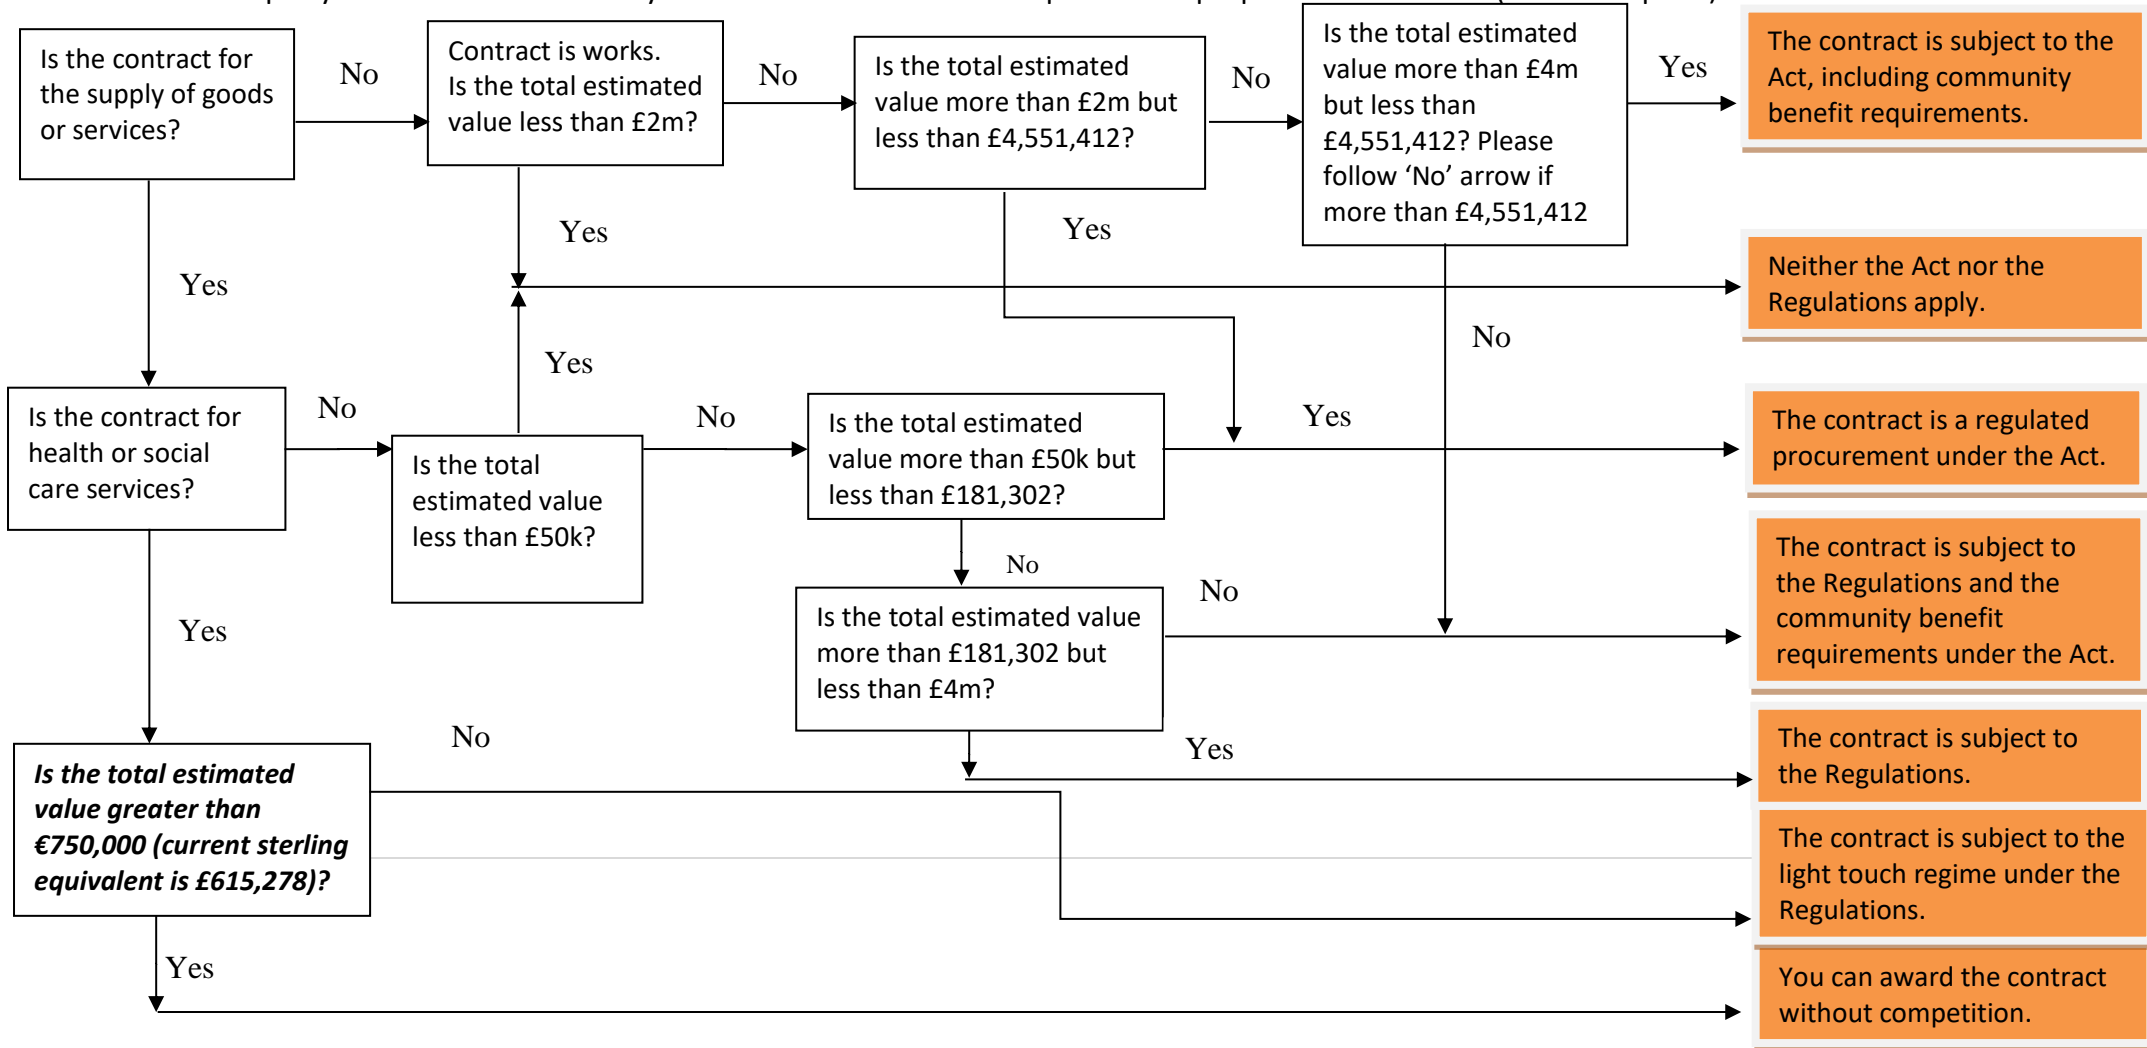 Is the contract for
the supply of goods
or services?
No
Contract is works.
Is the total estimated
value less than £2m?
No
Is the total estimated
value more than £2m but
less than £4,551,412?
No
Is the total estimated
value more than £4m
but less than
£4,551,412? Please
follow ‘No’ arrow if
more than £4,551,412
Yes
The contract is subject to the
Act, including community
benefit requirements.
Yes
Yes
Yes
Neither the Act nor the
Regulations apply.
No
Yes
Is the contract for
health or social
care services?
No
Is the total
estimated value
less than £50k?
No
Is the total estimated
value more than £50k but
less than £181,302?
Yes
The contract is a regulated
procurement under the Act.
No
Is the total estimated value
more than £181,302 but
less than £4m?
No
The contract is subject to
the Regulations and the
community benefit
requirements under the Act.
Yes
Yes
The contract is subject to
the Regulations.
Is the total estimated
value greater than
€750,000 (current sterling
equivalent is £615,278)?
No
The contract is subject to the
light touch regime under the
Regulations.
Yes
You can award the contract
without competition.